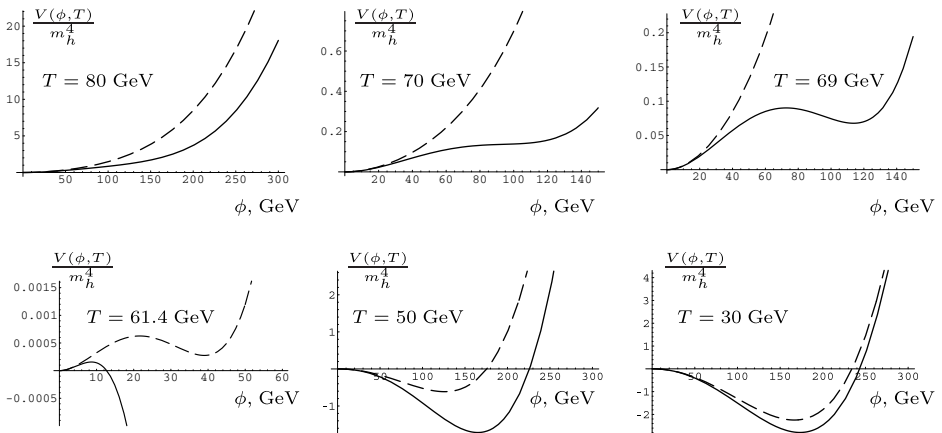 V(ϕ,T)
m_h^4
T = 80 GeV
20
15
10
5
50 100 150 200 250 300
ϕ, GeV
V(ϕ,T)
m_h^4
T = 70 GeV
0.6
0.4
0.2
20 40 60 80 100 120 140
ϕ, GeV
V(ϕ,T)
m_h^4
T = 69 GeV
0.2
0.15
0.1
0.05
20 40 60 80 100 120 140
ϕ, GeV
V(ϕ,T)
m_h^4
T = 61.4 GeV
0.0015
0.001
0.0005
-0.0005
10 20 30 40 50 60
ϕ, GeV
V(ϕ,T)
m_h^4
T = 50 GeV
2
1
-1
50 100 150 200 250 300
ϕ, GeV
V(ϕ,T)
m_h^4
T = 30 GeV
4
3
2
1
-1
-2
50 100 150 200 250 300
ϕ, GeV